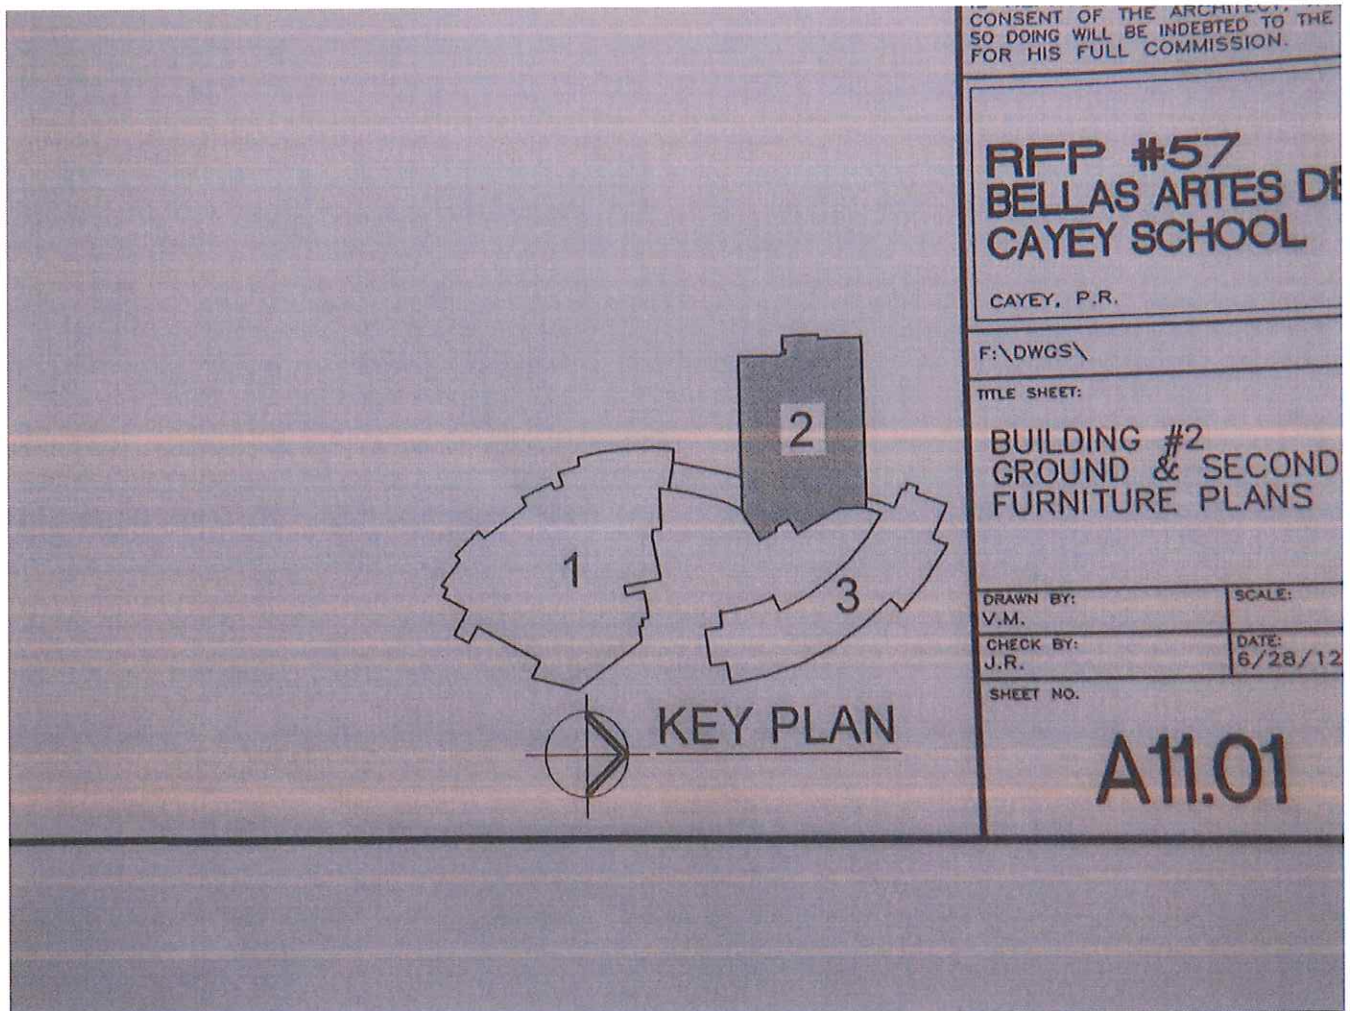 CONSENT OF THE ARCHITECT,
SO DOING WILL BE INDEBTED TO THE
FOR HIS FULL COMMISSION.
RFP #57
BELLAS ARTES DE
CAYEY SCHOOL
CAYEY, P.R.
F:\DWGS\
TITLE SHEET:
BUILDING #2
GROUND & SECOND
FURNITURE PLANS
DRAWN BY:
V.M.
SCALE:
CHECK BY:
J.R.
DATE:
6/28/12
SHEET NO.
A11.01
2
1
3
KEY PLAN